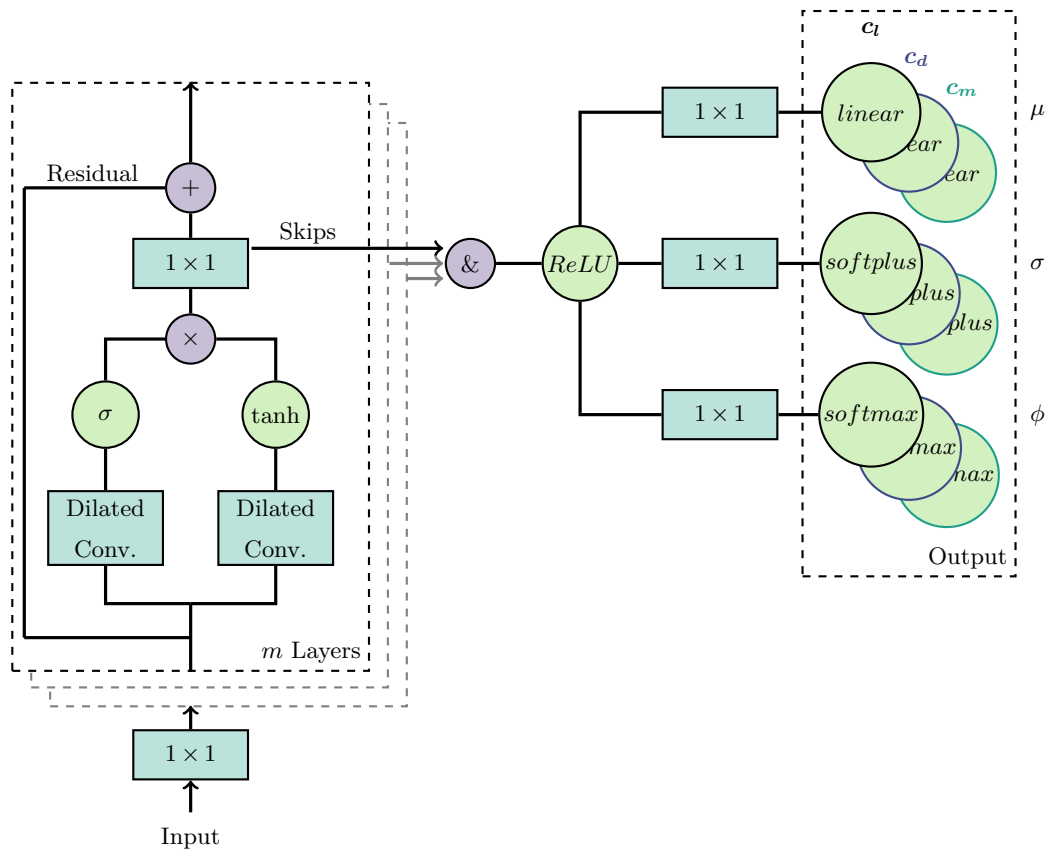 c_l
c_d
c_m
1 × 1
linear
ear
ear
μ
Residual
+
Skips
1 × 1
&
ReLU
1 × 1
softplus
plus
plus
σ
×
σ
tanh
1 × 1
softmax
max
max
ϕ
Dilated
Conv.
Dilated
Conv.
Output
m Layers
1 × 1
Input